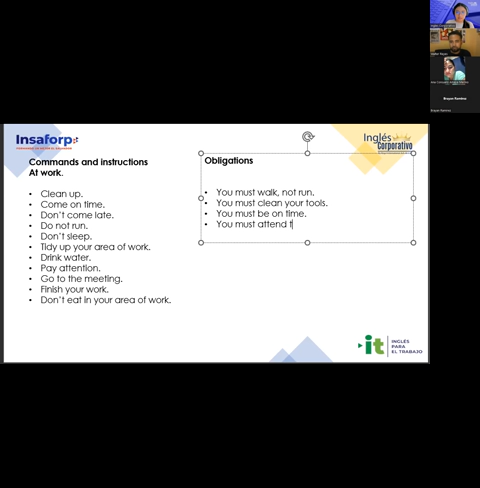 Insaforp
Inglés
Corporativo
Commands and instructions
At work.
• Clean up.
• Come on time.
• Don't come late.
• Do not run.
• Don't sleep.
• Tidy up your area of work.
• Drink water.
• Pay attention.
• Go to the meeting.
• Finish your work.
• Don't eat in your area of work.
Obligations
• You must walk, not run.
• You must clean your tools.
• You must be on time.
• You must attend t
it
INGLÉS
PARA
EL TRABAJO
Brayan Ramírez